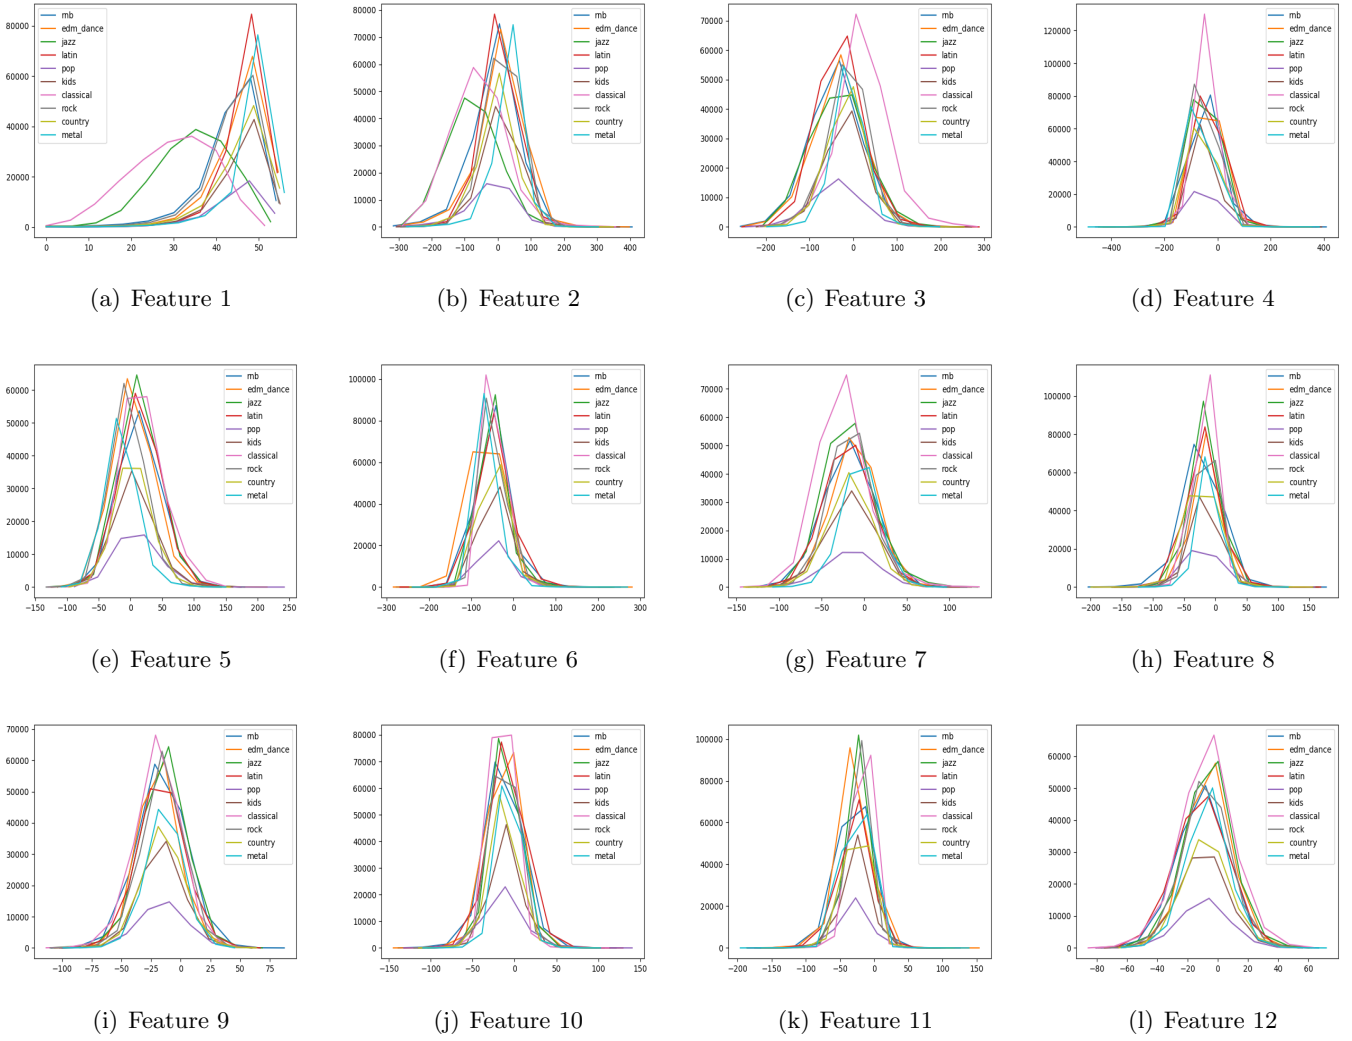 80000
70000
60000
50000
40000
30000
20000
10000
0
0
10
20
30
40
50
rnb
edm_dance
jazz
latin
pop
kids
classical
rock
country
metal
(a) Feature 1
80000
70000
60000
50000
40000
30000
20000
10000
0
−300
−200
−100
0
100
200
300
400
rnb
edm_dance
jazz
latin
pop
kids
classical
rock
country
metal
(b) Feature 2
70000
60000
50000
40000
30000
20000
10000
0
−200
−100
0
100
200
300
rnb
edm_dance
jazz
latin
pop
kids
classical
rock
country
metal
(c) Feature 3
120000
100000
80000
60000
40000
20000
0
−400
−200
0
200
400
rnb
edm_dance
jazz
latin
pop
kids
classical
rock
country
metal
(d) Feature 4
60000
50000
40000
30000
20000
10000
0
−150
−100
−50
0
50
100
150
200
250
rnb
edm_dance
jazz
latin
pop
kids
classical
rock
country
metal
(e) Feature 5
100000
80000
60000
40000
20000
0
−300
−200
−100
0
100
200
300
rnb
edm_dance
jazz
latin
pop
kids
classical
rock
country
metal
(f) Feature 6
70000
60000
50000
40000
30000
20000
10000
0
−150
−100
−50
0
50
100
rnb
edm_dance
jazz
latin
pop
kids
classical
rock
country
metal
(g) Feature 7
100000
80000
60000
40000
20000
0
−200
−150
−100
−50
0
50
100
150
rnb
edm_dance
jazz
latin
pop
kids
classical
rock
country
metal
(h) Feature 8
70000
60000
50000
40000
30000
20000
10000
0
−100
−75
−50
−25
0
25
50
75
rnb
edm_dance
jazz
latin
pop
kids
classical
rock
country
metal
(i) Feature 9
80000
70000
60000
50000
40000
30000
20000
10000
0
−150
−100
−50
0
50
100
150
rnb
edm_dance
jazz
latin
pop
kids
classical
rock
country
metal
(j) Feature 10
100000
80000
60000
40000
20000
0
−200
−150
−100
−50
0
50
100
150
rnb
edm_dance
jazz
latin
pop
kids
classical
rock
country
metal
(k) Feature 11
60000
50000
40000
30000
20000
10000
0
−80
−60
−40
−20
0
20
40
60
rnb
edm_dance
jazz
latin
pop
kids
classical
rock
country
metal
(l) Feature 12